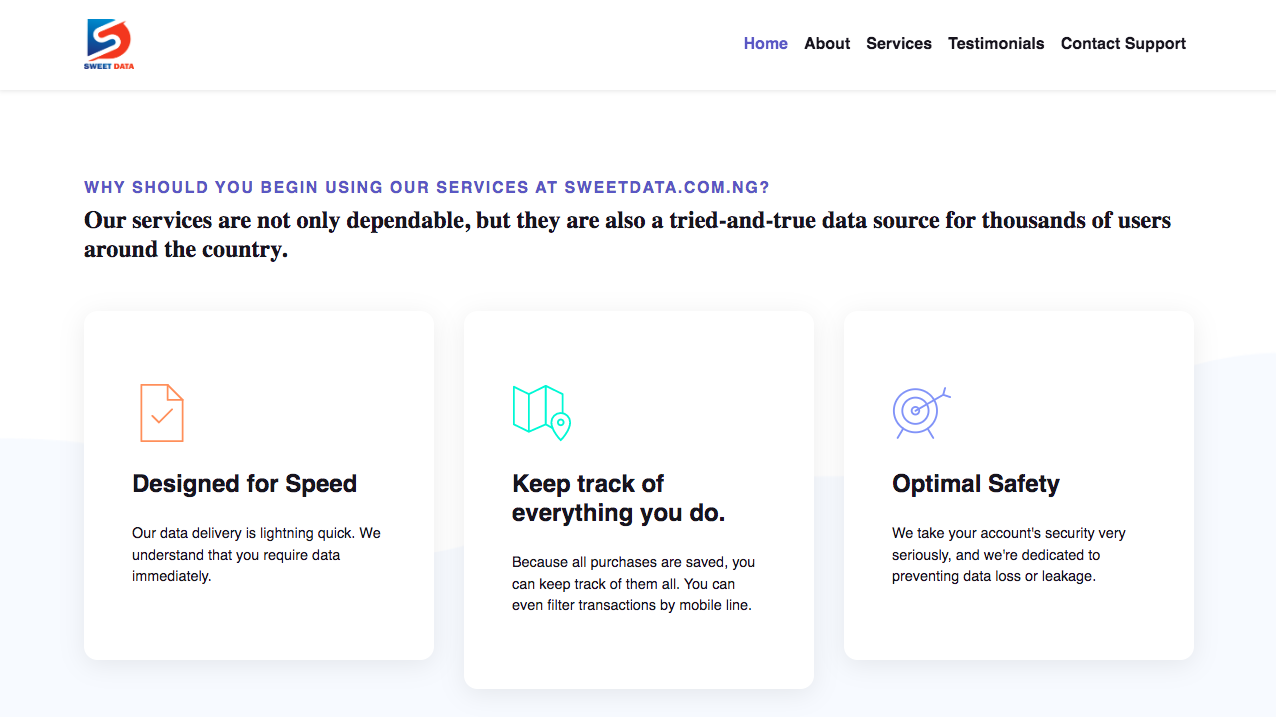 SWEET DATA
Home About Services Testimonials Contact Support
WHY SHOULD YOU BEGIN USING OUR SERVICES AT SWEETDATA.COM.NG?
Our services are not only dependable, but they are also a tried-and-true data source for thousands of users
around the country.
Designed for Speed
Our data delivery is lightning quick. We
understand that you require data
immediately.
Keep track of
everything you do.
Because all purchases are saved, you
can keep track of them all. You can
even filter transactions by mobile line.
Optimal Safety
We take your account's security very
seriously, and we're dedicated to
preventing data loss or leakage.